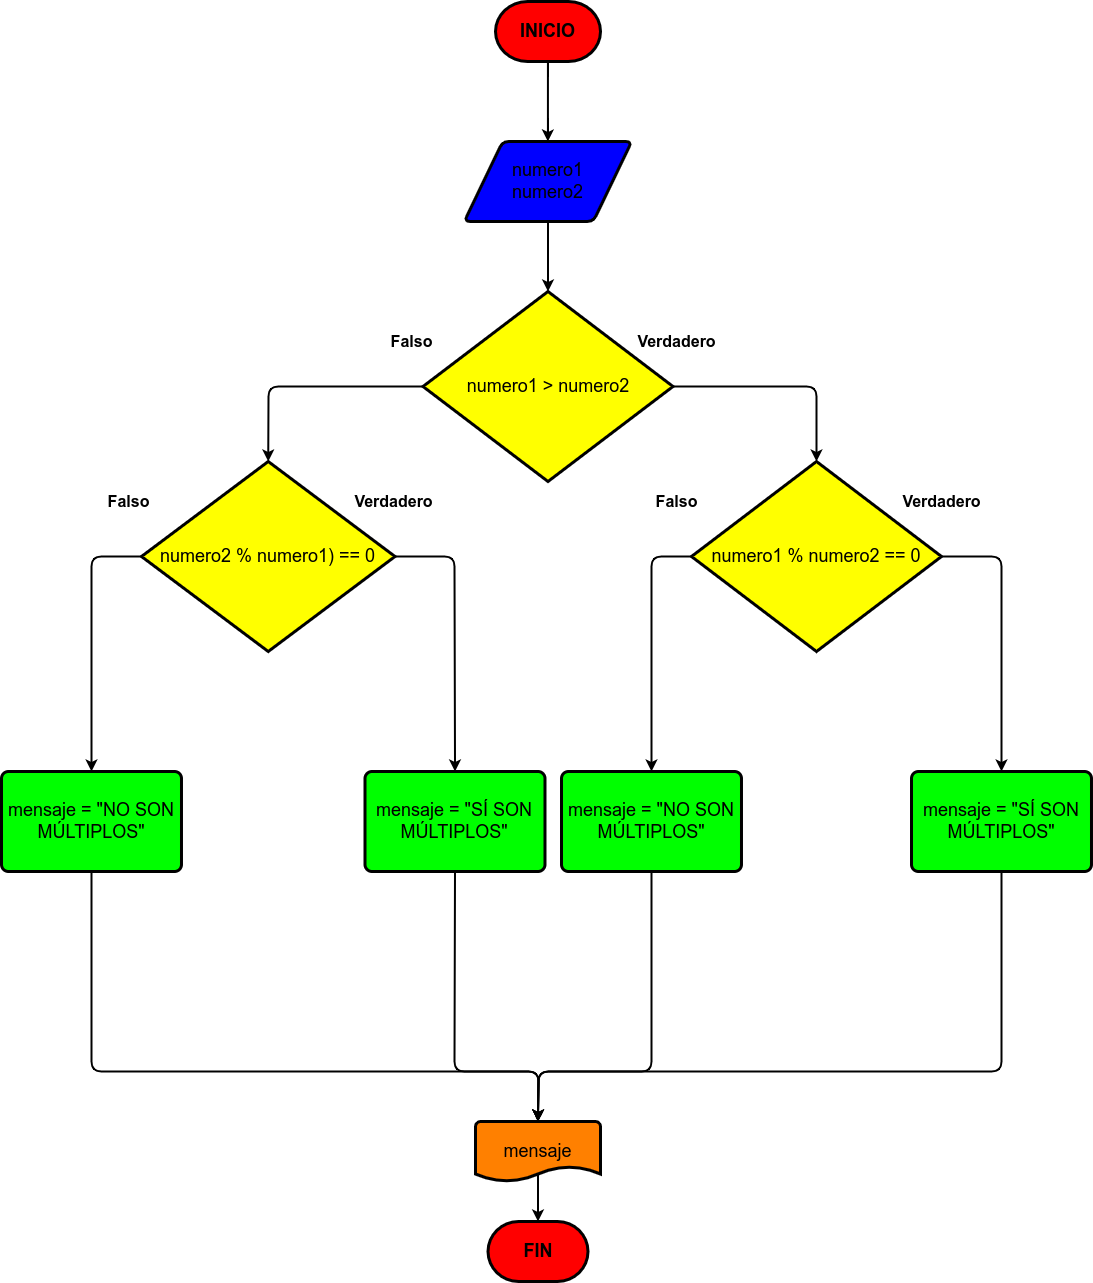 INICIO
numero1
numero2
Falso
Verdadero
numero1 > numero2
Falso
Verdadero
Falso
Verdadero
numero2 % numero1) == 0
numero1 % numero2 == 0
mensaje = "NO SON
MÚLTIPLOS"
mensaje = "SÍ SON
MÚLTIPLOS"
mensaje = "NO SON
MÚLTIPLOS"
mensaje = "SÍ SON
MÚLTIPLOS"
mensaje
FIN